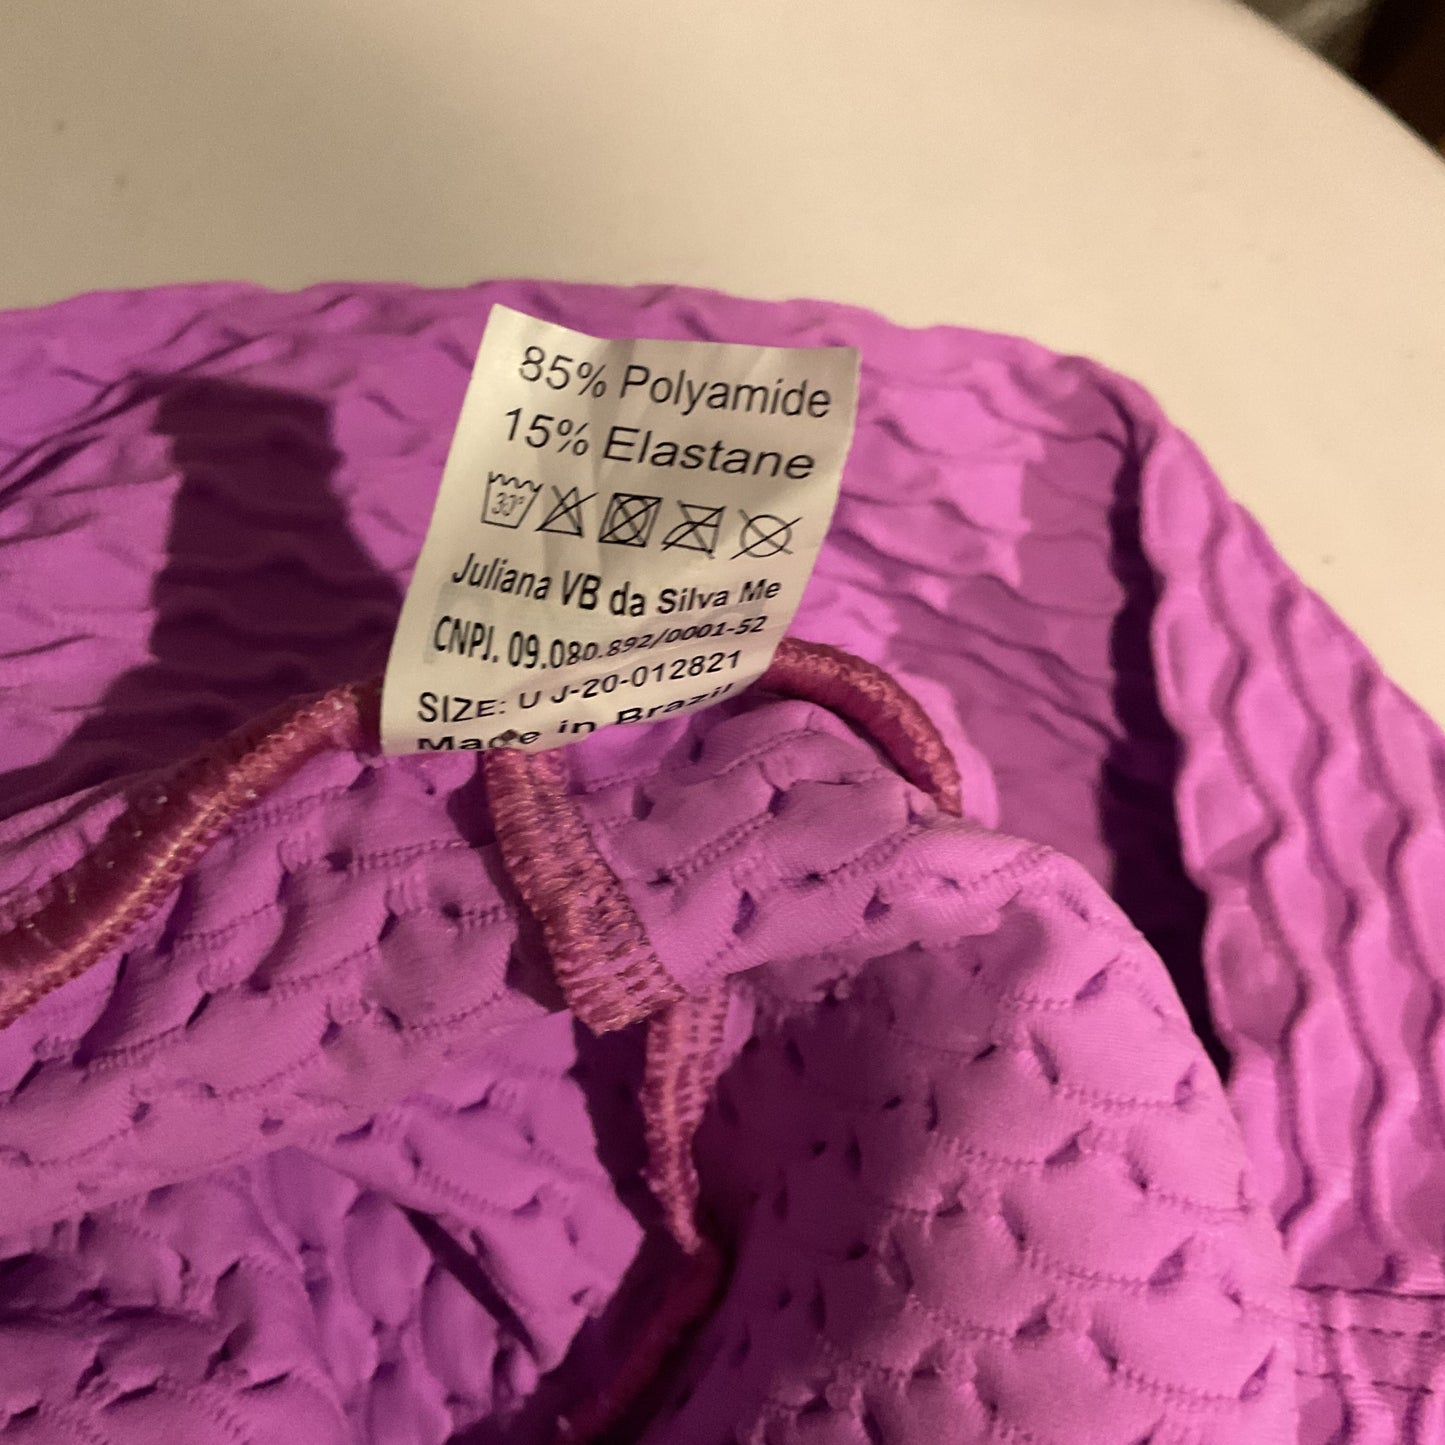 85% Polyamide
15% Elastane
30°
Juliana VB da Silva Me
CNPJ. 09.080.892/0001-52
SIZE: U J-20-012821
Made in Brazil